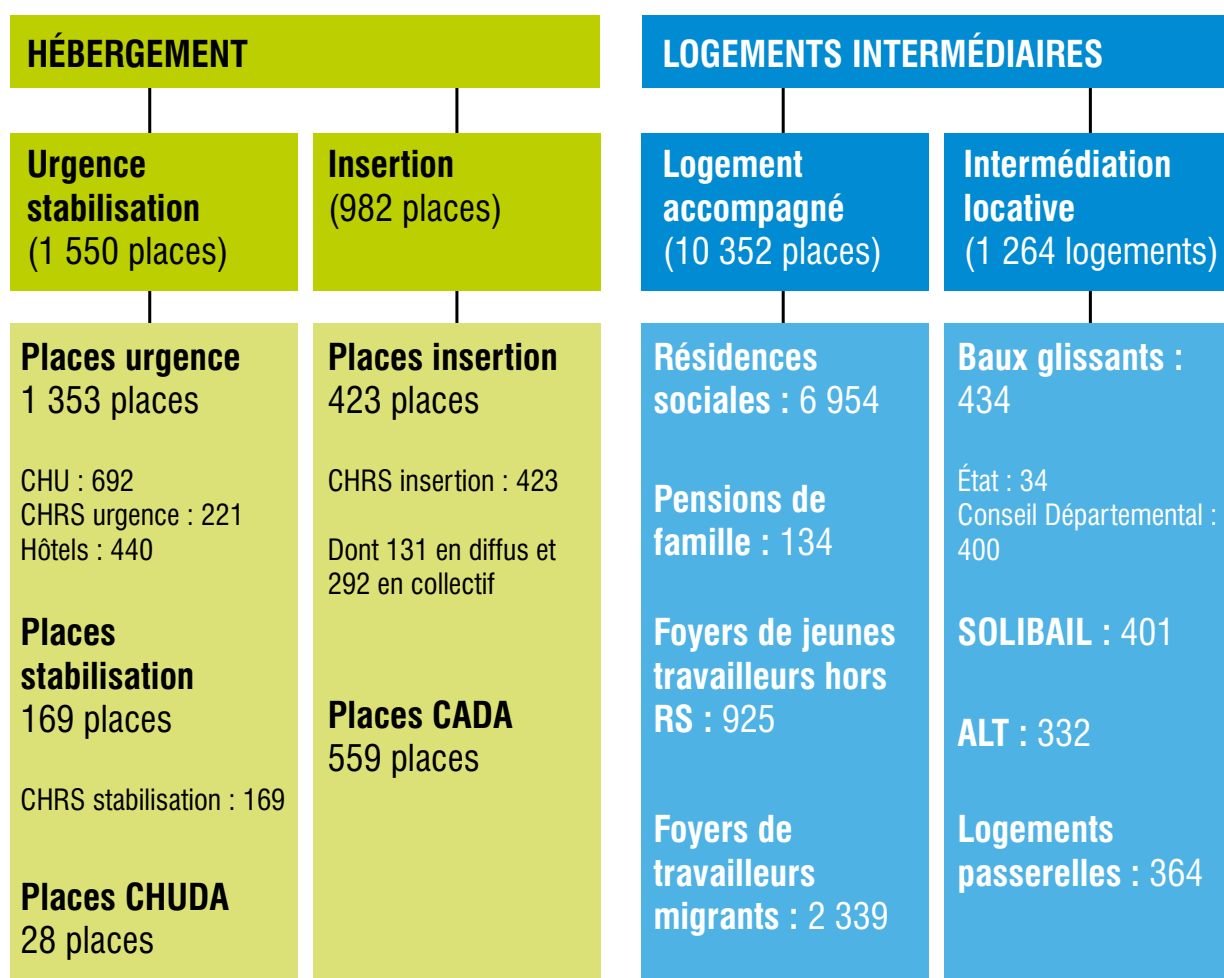 HÉBERGEMENT
Urgence
stabilisation
(1 550 places)
Places urgence
1 353 places
CHU : 692
CHRS urgence : 221
Hôtels : 440
Places
stabilisation
169 places
CHRS stabilisation : 169
Places CHUDA
28 places
Insertion
(982 places)
Places insertion
423 places
CHRS insertion : 423
Dont 131 en diffus et
292 en collectif
Places CADA
559 places
LOGEMENTS INTERMÉDIAIRES
Logement
accompagné
(10 352 places)
Résidences
sociales : 6 954
Pensions de
famille : 134
Foyers de jeunes
travailleurs hors
RS : 925
Foyers de
travailleurs
migrants : 2 339
Intermédiation
locative
(1 264 logements)
Baux glissants :
434
État : 34
Conseil Départemental :
400
SOLIBAIL : 401
ALT : 332
Logements
passerelles : 364